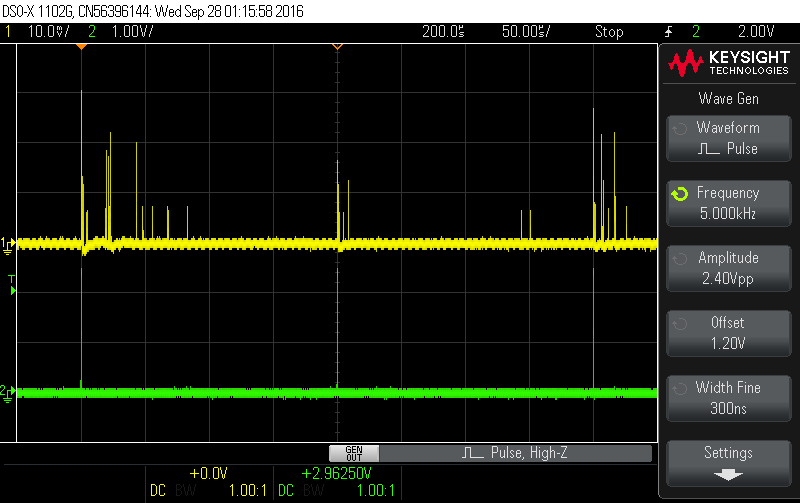 DSO-X 1102G, CN56396144: Wed Sep 28 01:15:58 2016
1 10.0V/ 2 1.00V/ 200.0s 50.00s/ Stop 2 2.00V
KEYSIGHT
TECHNOLOGIES
Wave Gen
Waveform
Pulse
Frequency
5.000kHz
Amplitude
2.40Vpp
Offset
1.20V
Width Fine
300ns
Settings
1
T
2
GEN
OUT
Pulse, High-Z
+0.0V +2.96250V
DC BW 1.00:1 DC BW 1.00:1